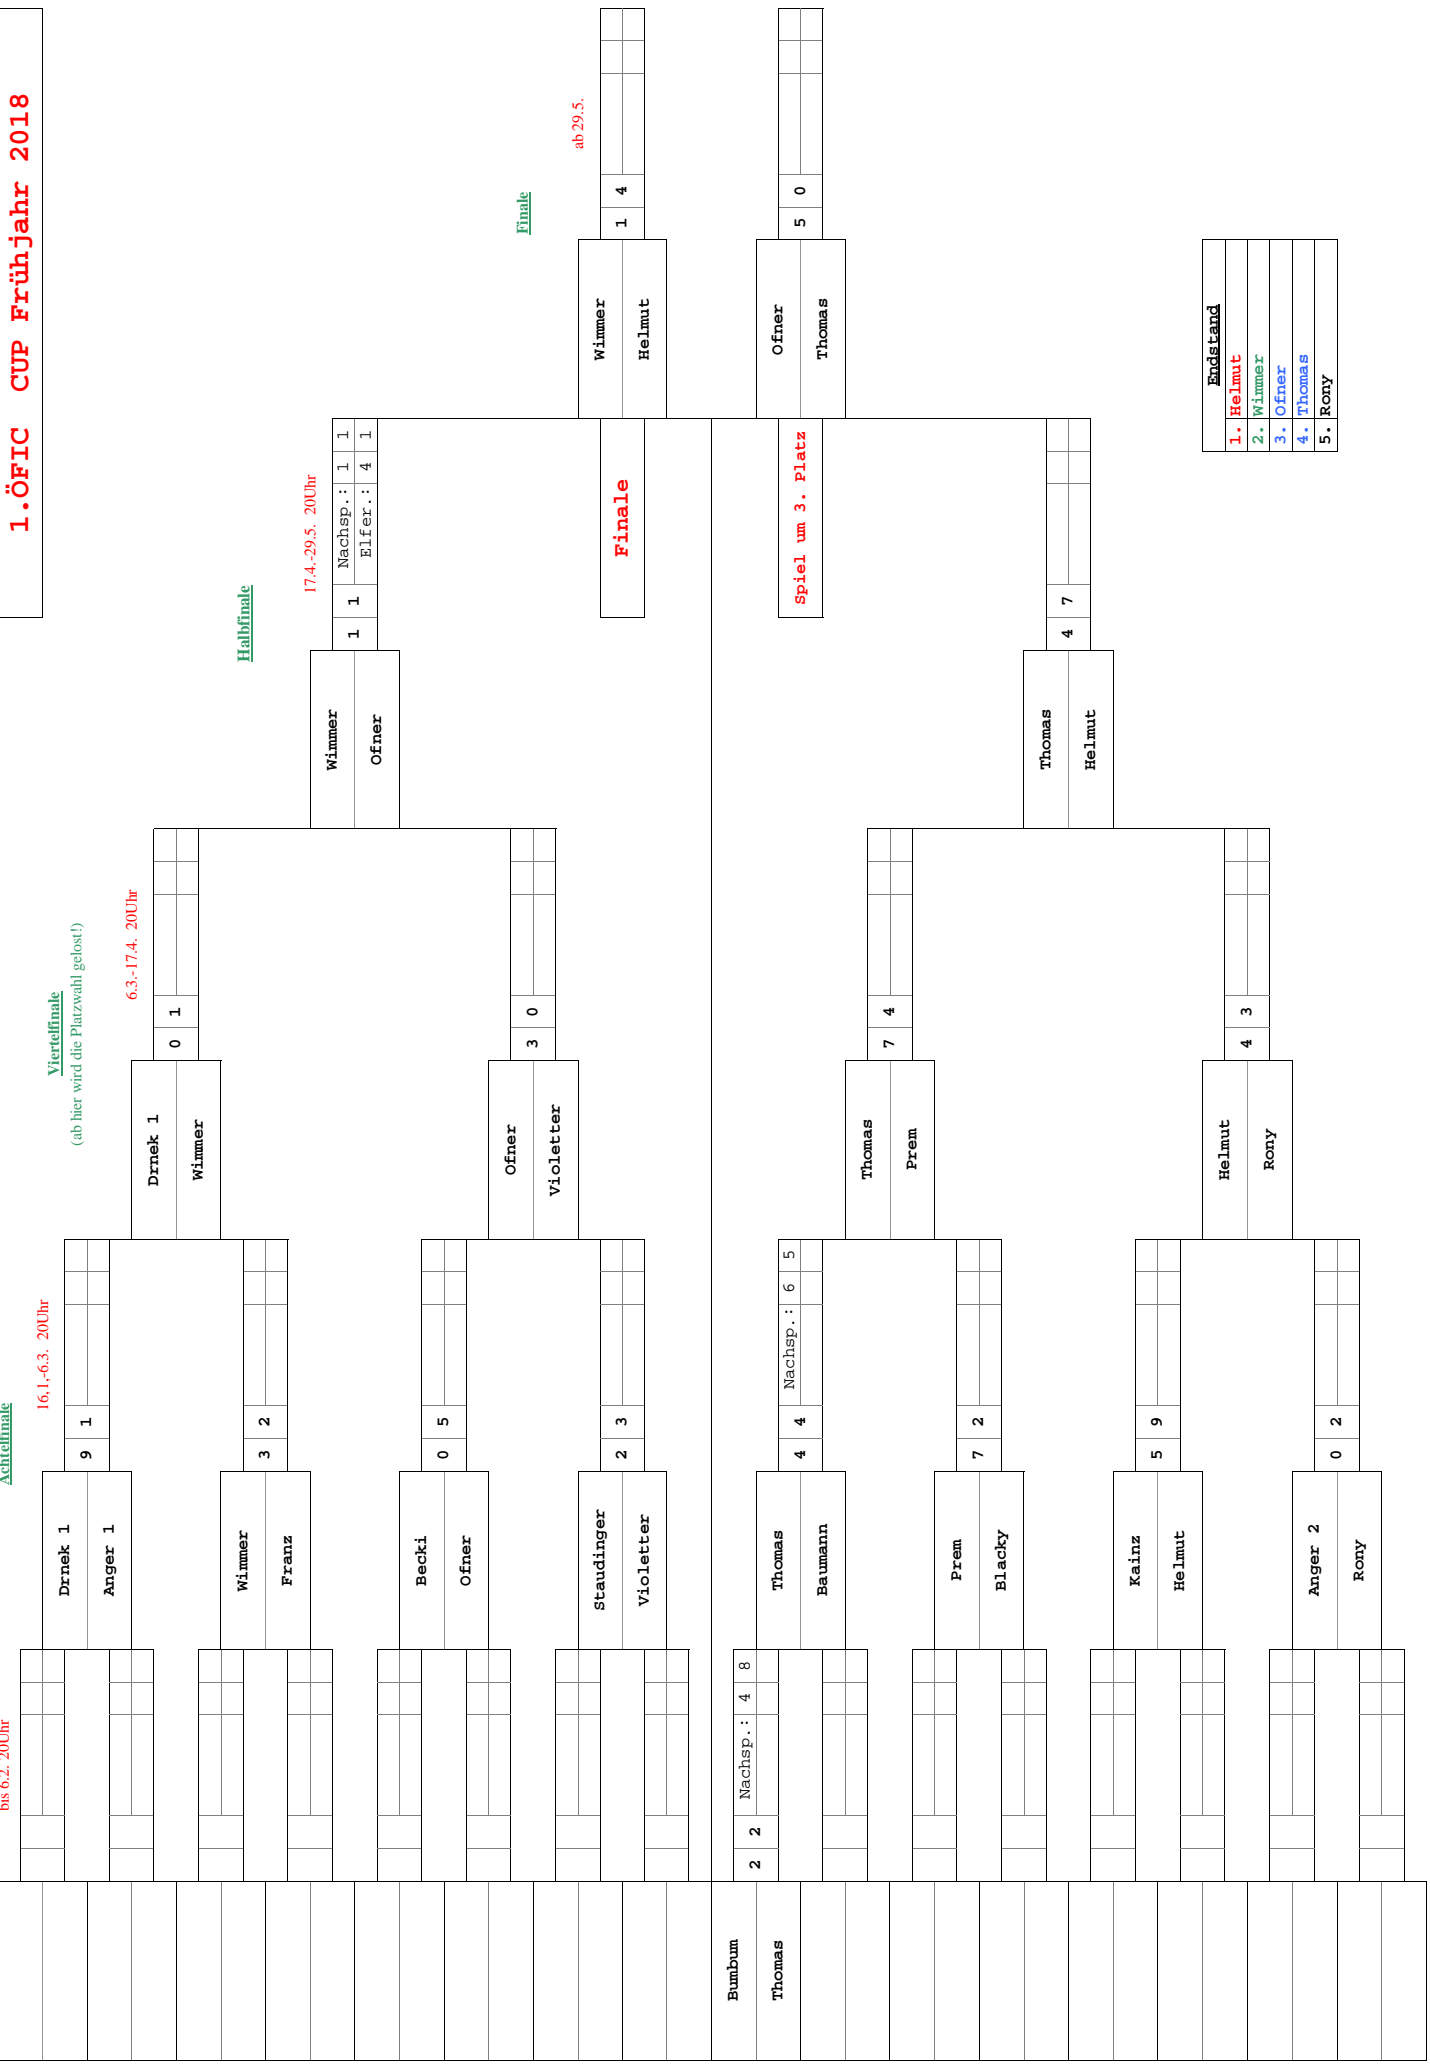 1.ÖFIC CUP Frühjahr 2018
bis 6.2. 20Uhr
Achtelfinale
16,1,-6.3. 20Uhr
Viertelfinale
(ab hier wird die Platzwahl gelost!)
6.3.-17.4. 20Uhr
Halbfinale
17.4.-29.5. 20Uhr
Finale
ab 29.5.
Bumbum
Thomas
2 2 Nachsp.: 4 8
Drnek 1
Anger 1
9 1
Wimmer
Franz
3 2
Becki
Ofner
0 5
Staudinger
Violetter
2 3
Thomas
Baumann
4 4 Nachsp.: 6 5
Prem
Blacky
7 2
Kainz
Helmut
5 9
Anger 2
Rony
0 2
Drnek 1
Wimmer
0 1
Ofner
Violetter
3 0
Thomas
Prem
7 4
Helmut
Rony
4 3
Wimmer
Ofner
1 1 Nachsp.: 1 1
Elfer.: 4 1
Thomas
Helmut
4 7
Finale
Wimmer
Helmut
1 4
Spiel um 3. Platz
Ofner
Thomas
5 0
Endstand
1. Helmut
2. Wimmer
3. Ofner
4. Thomas
5. Rony